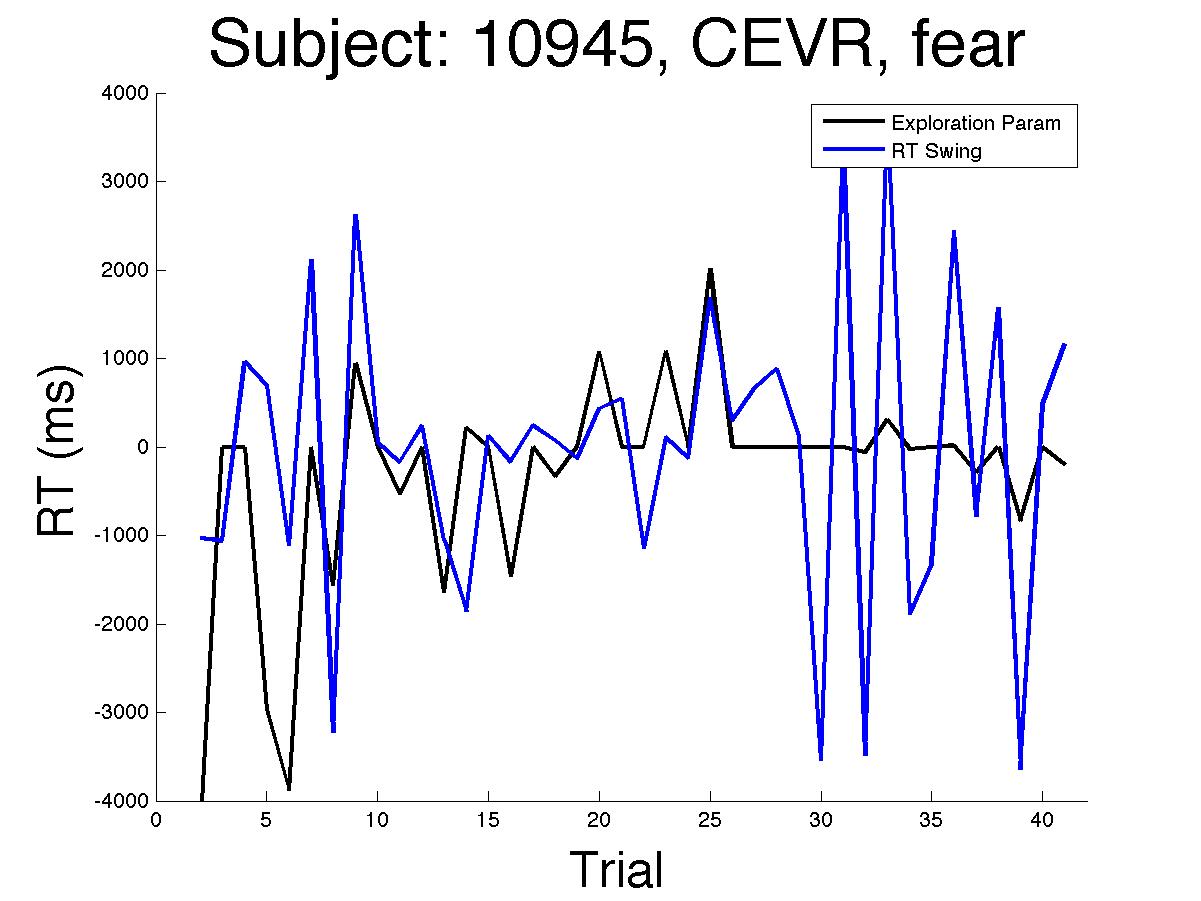 Subject: 10945, CEVR, fear
4000
3000
2000
1000
0
-1000
-2000
-3000
-4000
RT (ms)
Exploration Param
RT Swing
0 5 10 15 20 25 30 35 40
Trial